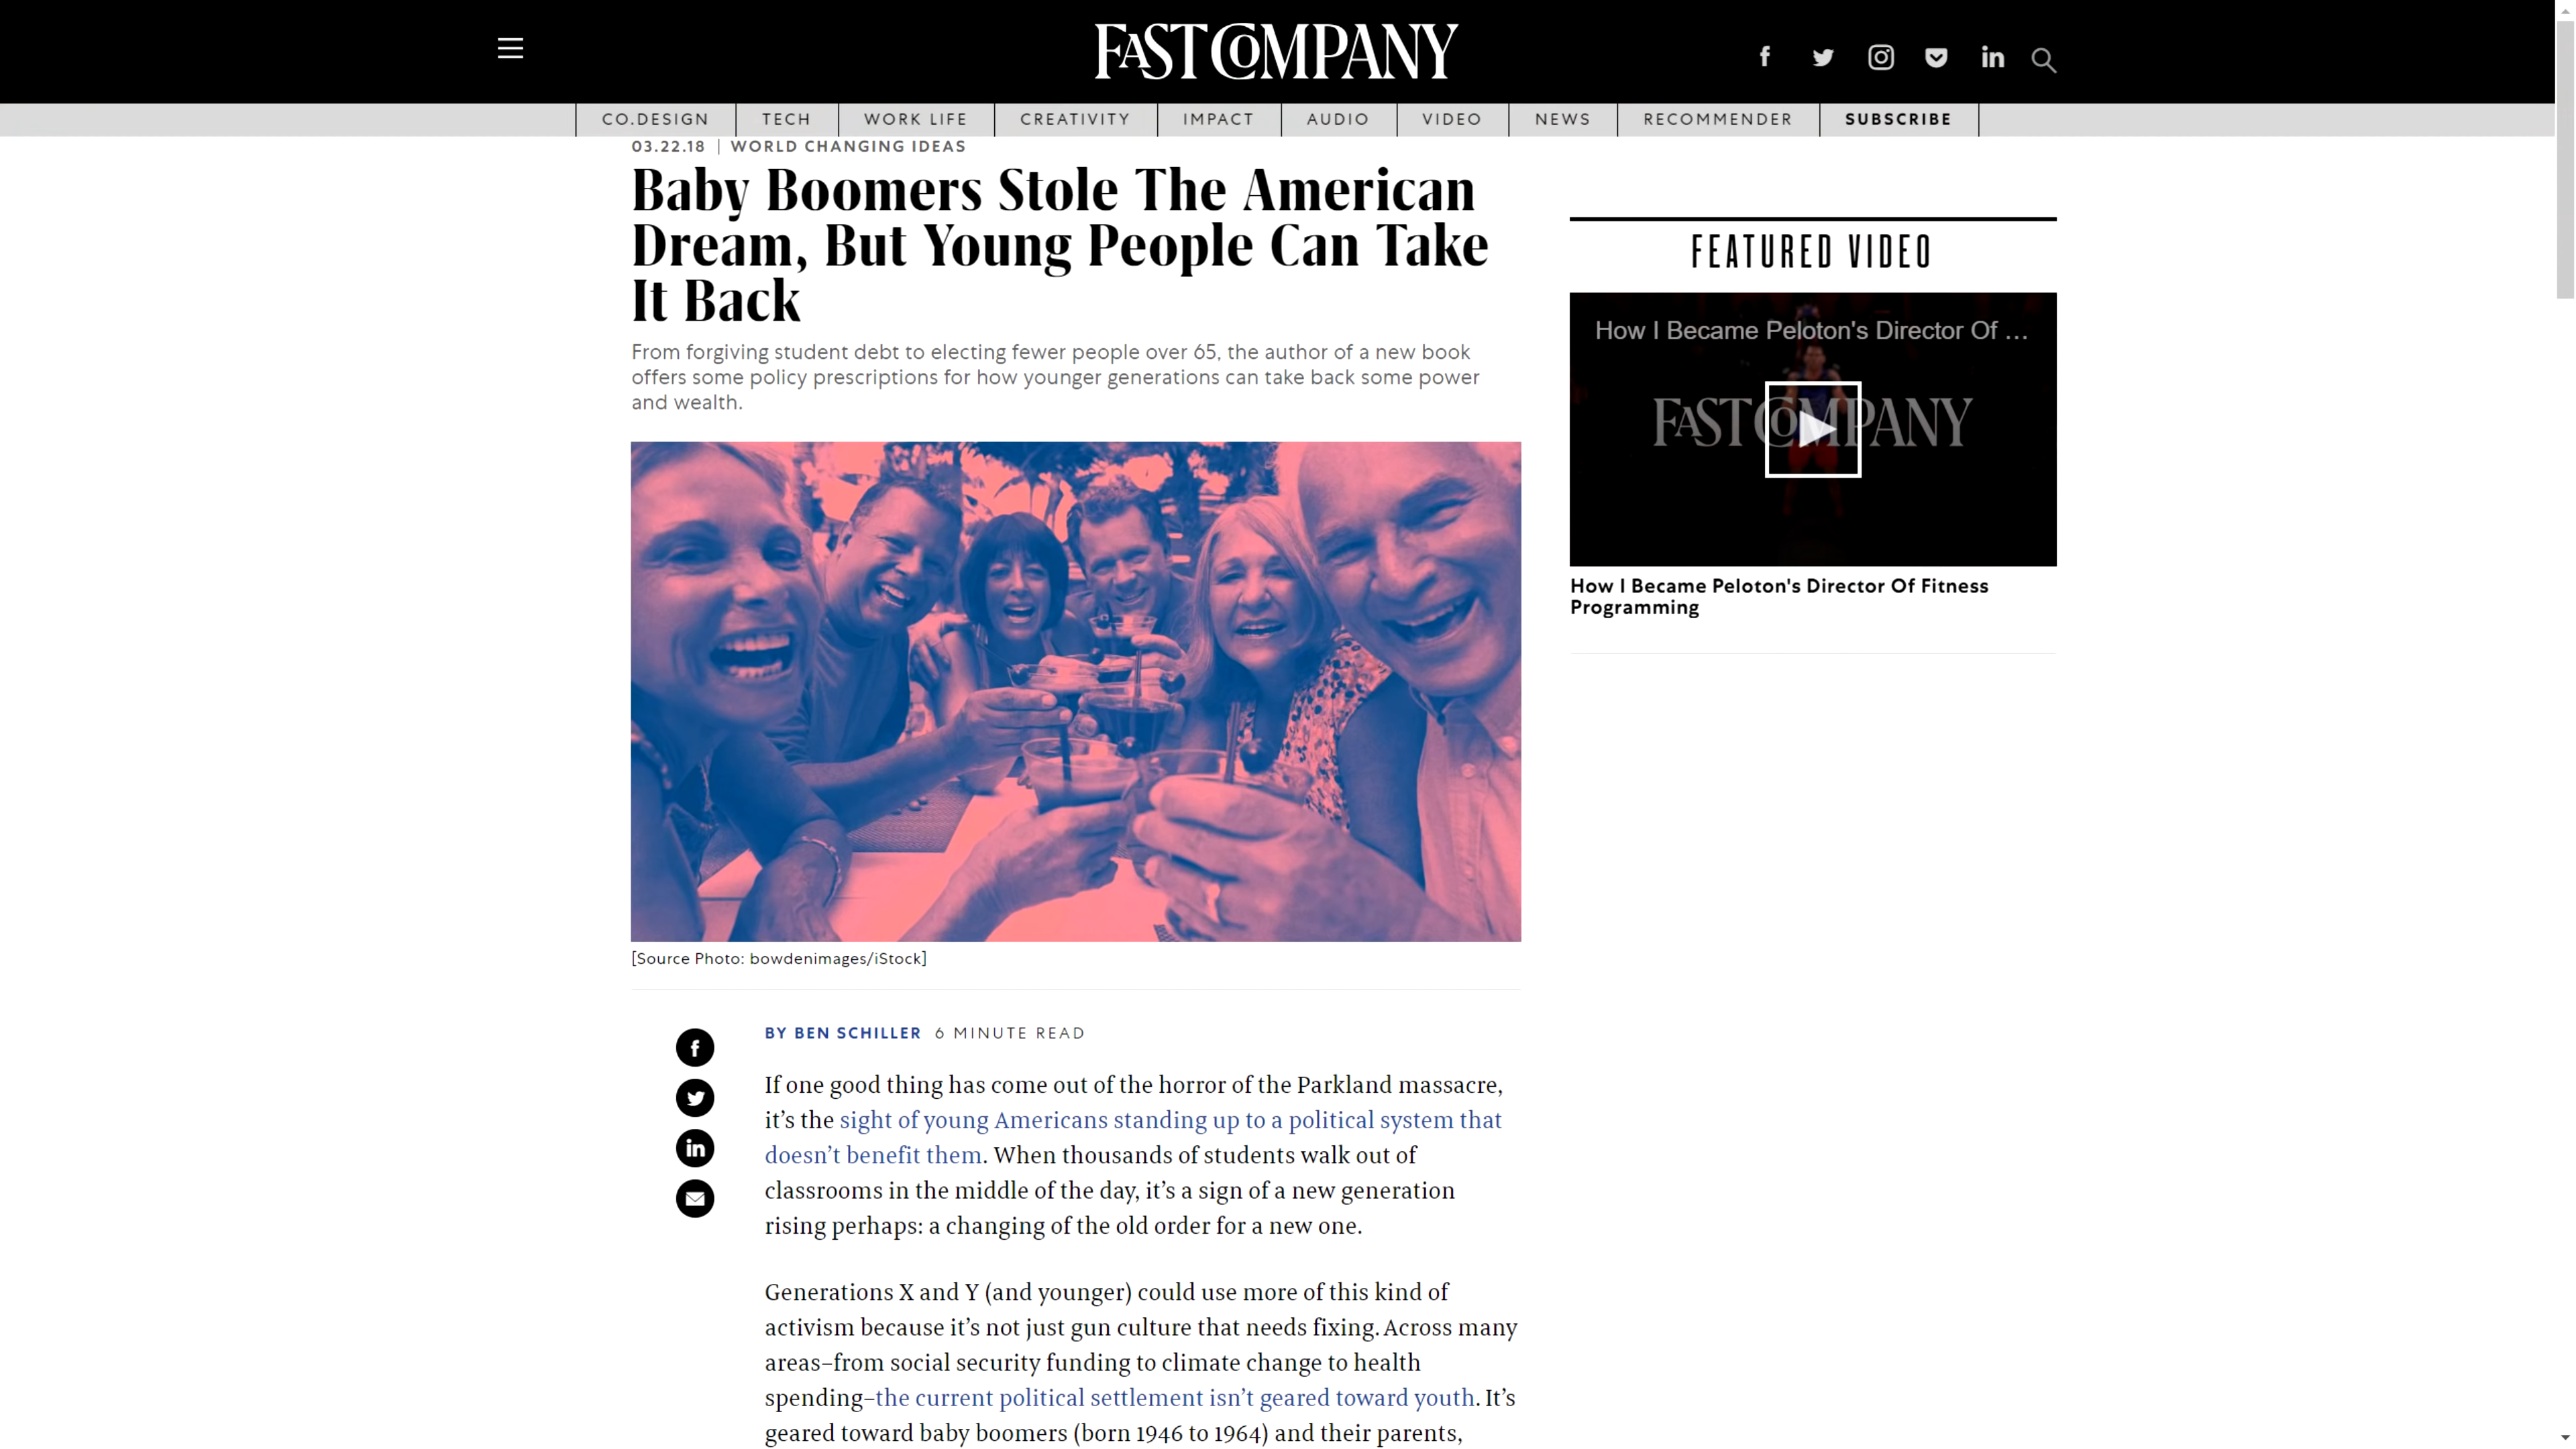 FAST COMPANY
CO.DESIGN
TECH
WORK LIFE
CREATIVITY
IMPACT
AUDIO
VIDEO
NEWS
RECOMMENDER
SUBSCRIBE
03.22.18 | WORLD CHANGING IDEAS
Baby Boomers Stole The American
Dream, But Young People Can Take
It Back
From forgiving student debt to electing fewer people over 65, the author of a new book
offers some policy prescriptions for how younger generations can take back some power
and wealth.
[Source Photo: bowdenimages/iStock]
BY BEN SCHILLER 6 MINUTE READ
If one good thing has come out of the horror of the Parkland massacre,
it’s the sight of young Americans standing up to a political system that
doesn’t benefit them. When thousands of students walk out of
classrooms in the middle of the day, it’s a sign of a new generation
rising perhaps: a changing of the old order for a new one.
Generations X and Y (and younger) could use more of this kind of
activism because it’s not just gun culture that needs fixing. Across many
areas–from social security funding to climate change to health
spending–the current political settlement isn’t geared toward youth. It’s
geared toward baby boomers (born 1946 to 1964) and their parents,
FEATURED VIDEO
How I Became Peloton's Director Of ...
FAST COMPANY
How I Became Peloton's Director Of Fitness
Programming